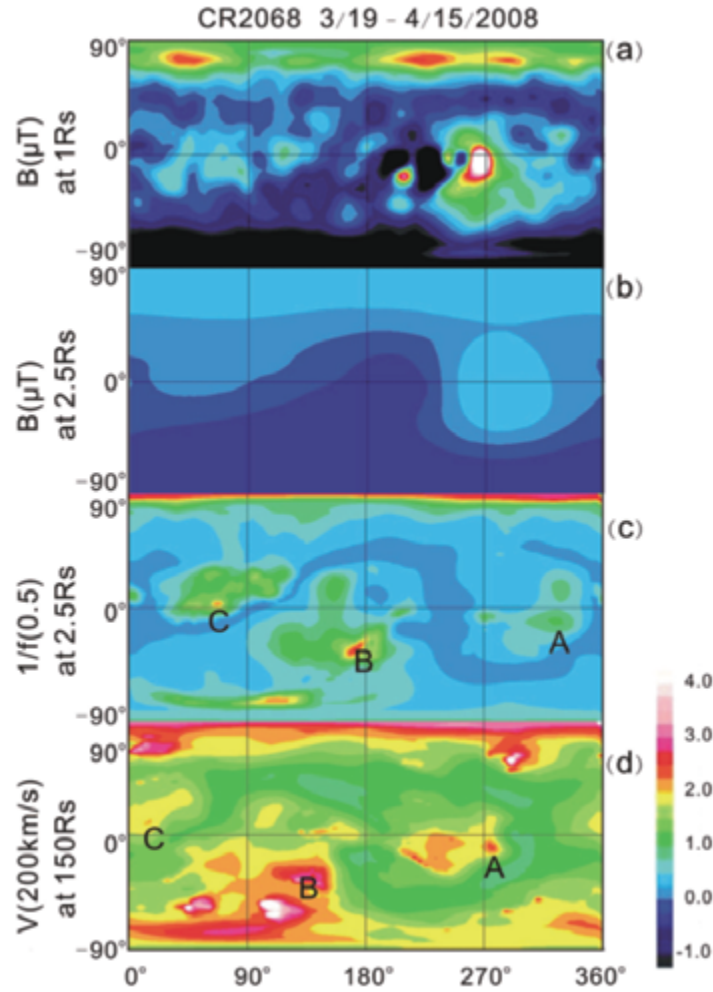 CR2068 3/19 - 4/15/2008
90°
(a)
B(μT)
at 1Rs
0°
-90°
90°
(b)
B(μT)
at 2.5Rs
0°
-90°
90°
(c)
1/f(0.5)
at 2.5Rs
0°
C
B
A
-90°
90°
(d)
V(200km/s)
at 150Rs
0°
C
B
A
-90°
0° 90° 180° 270° 360°
4.0
3.0
2.0
1.0
0.0
-1.0